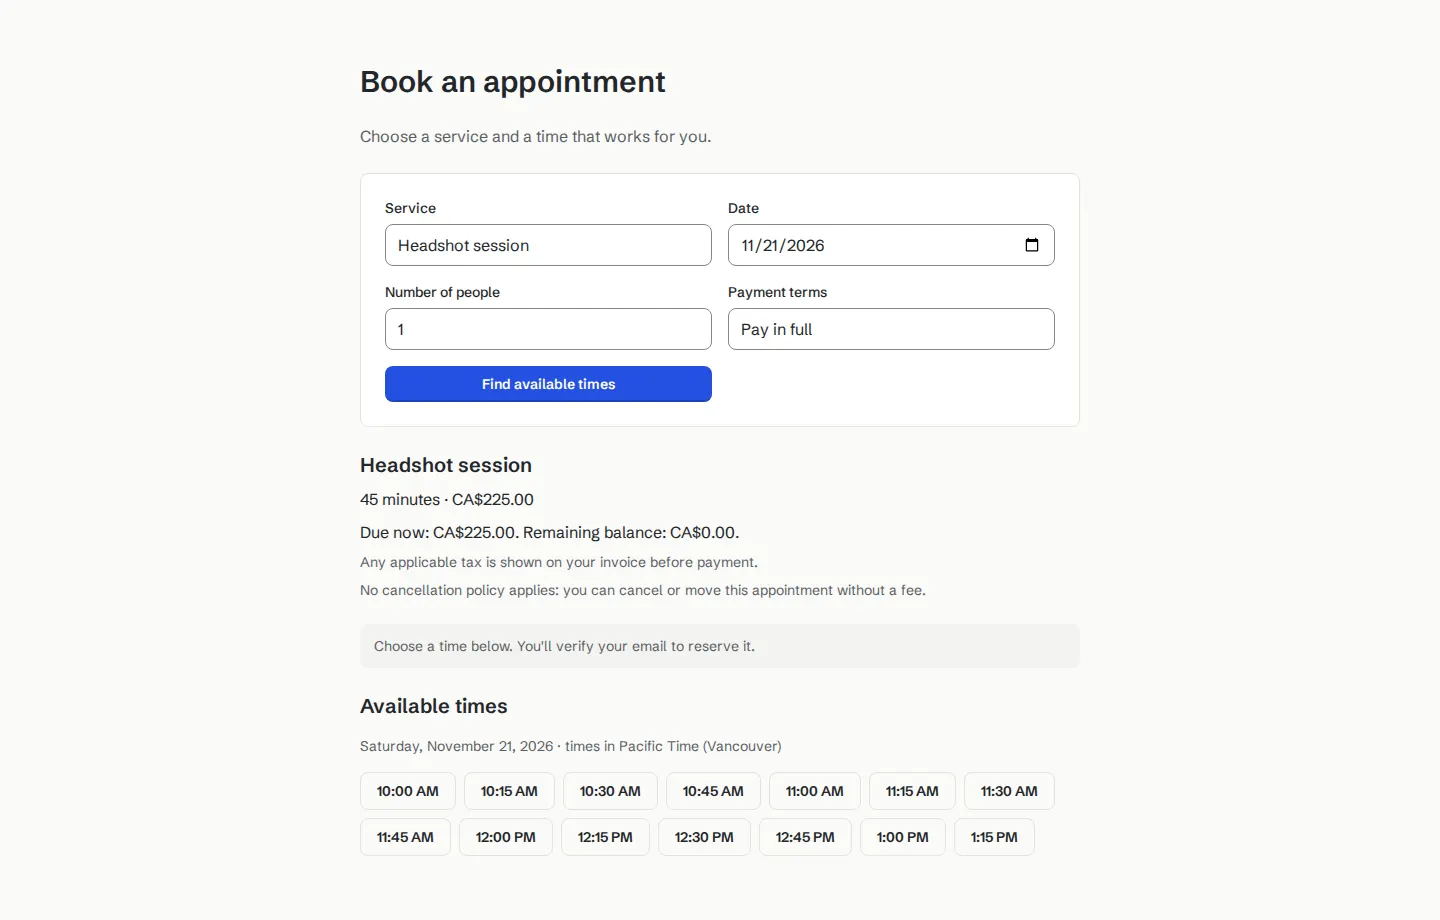 Book an appointment
Choose a service and a time that works for you.
Service
Date
Headshot session
11/21/2026
Number of people
Payment terms
1
Pay in full
Find available times
Headshot session
45 minutes · CA$225.00
Due now: CA$225.00. Remaining balance: CA$0.00.
Any applicable tax is shown on your invoice before payment.
No cancellation policy applies: you can cancel or move this appointment without a fee.
Choose a time below. You'll verify your email to reserve it.
Available times
Saturday, November 21, 2026 · times in Pacific Time (Vancouver)
10:00 AM 10:15 AM 10:30 AM 10:45 AM 11:00 AM 11:15 AM 11:30 AM
11:45 AM 12:00 PM 12:15 PM 12:30 PM 12:45 PM 1:00 PM 1:15 PM